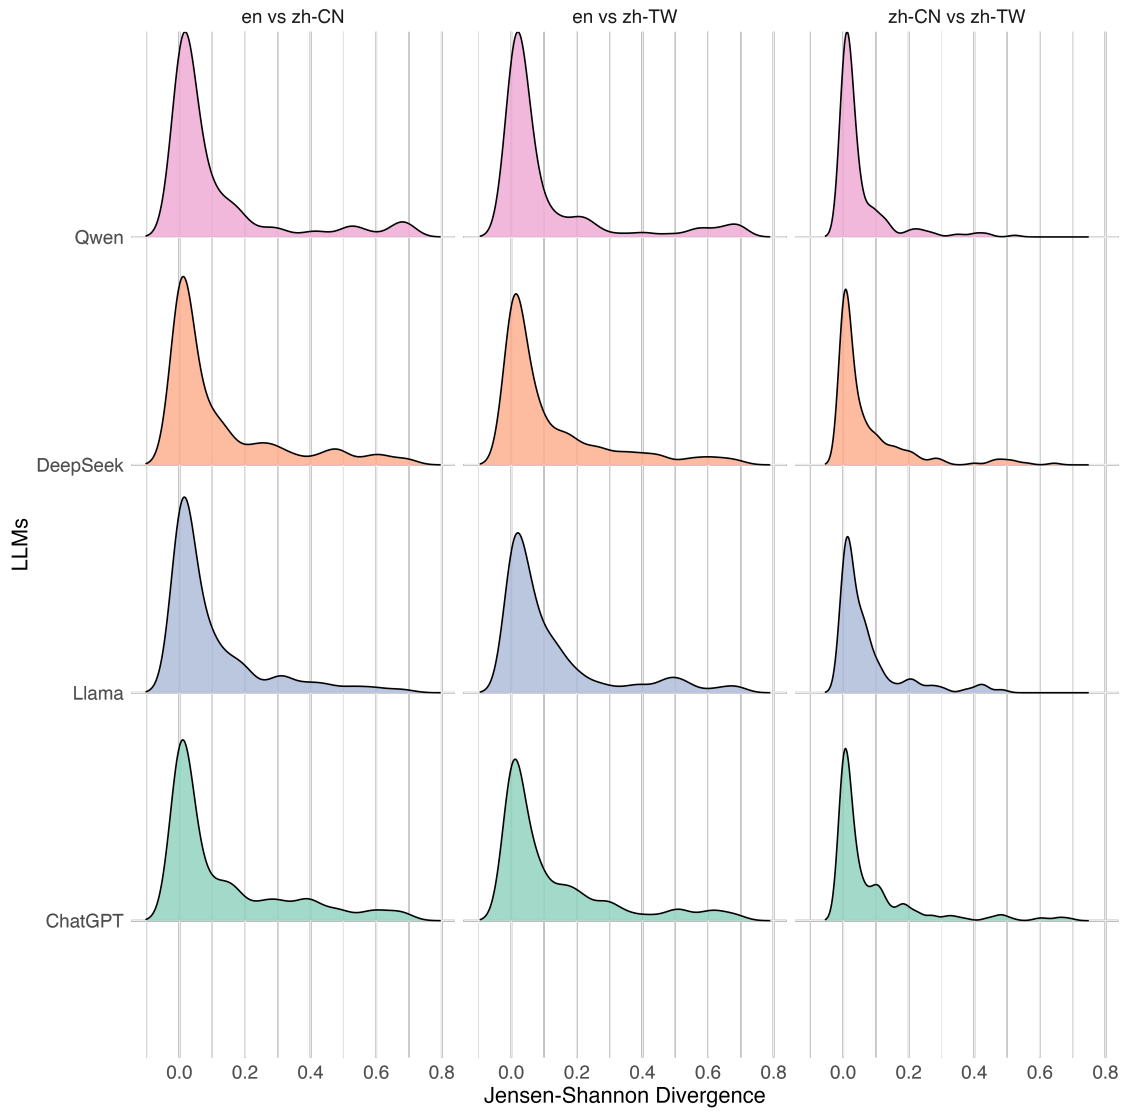 en vs zh-CN en vs zh-TW zh-CN vs zh-TW
Qwen
DeepSeek
Llama
ChatGPT
LLMs
0.0 0.2 0.4 0.6 0.8 0.0 0.2 0.4 0.6 0.8 0.0 0.2 0.4 0.6 0.8
Jensen-Shannon Divergence